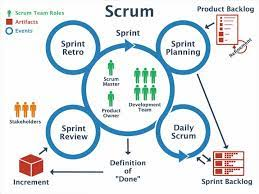 Scrum
Scrum Team Roles
Artifacts
Events
Product Backlog
Refinement
Sprint
Sprint
Retro
Sprint
Planning
Scrum
Master
Product
Owner
Development
Team
Stakeholders
Sprint
Review
Daily
Scrum
Increment
Definition
of
"Done"
Sprint Backlog